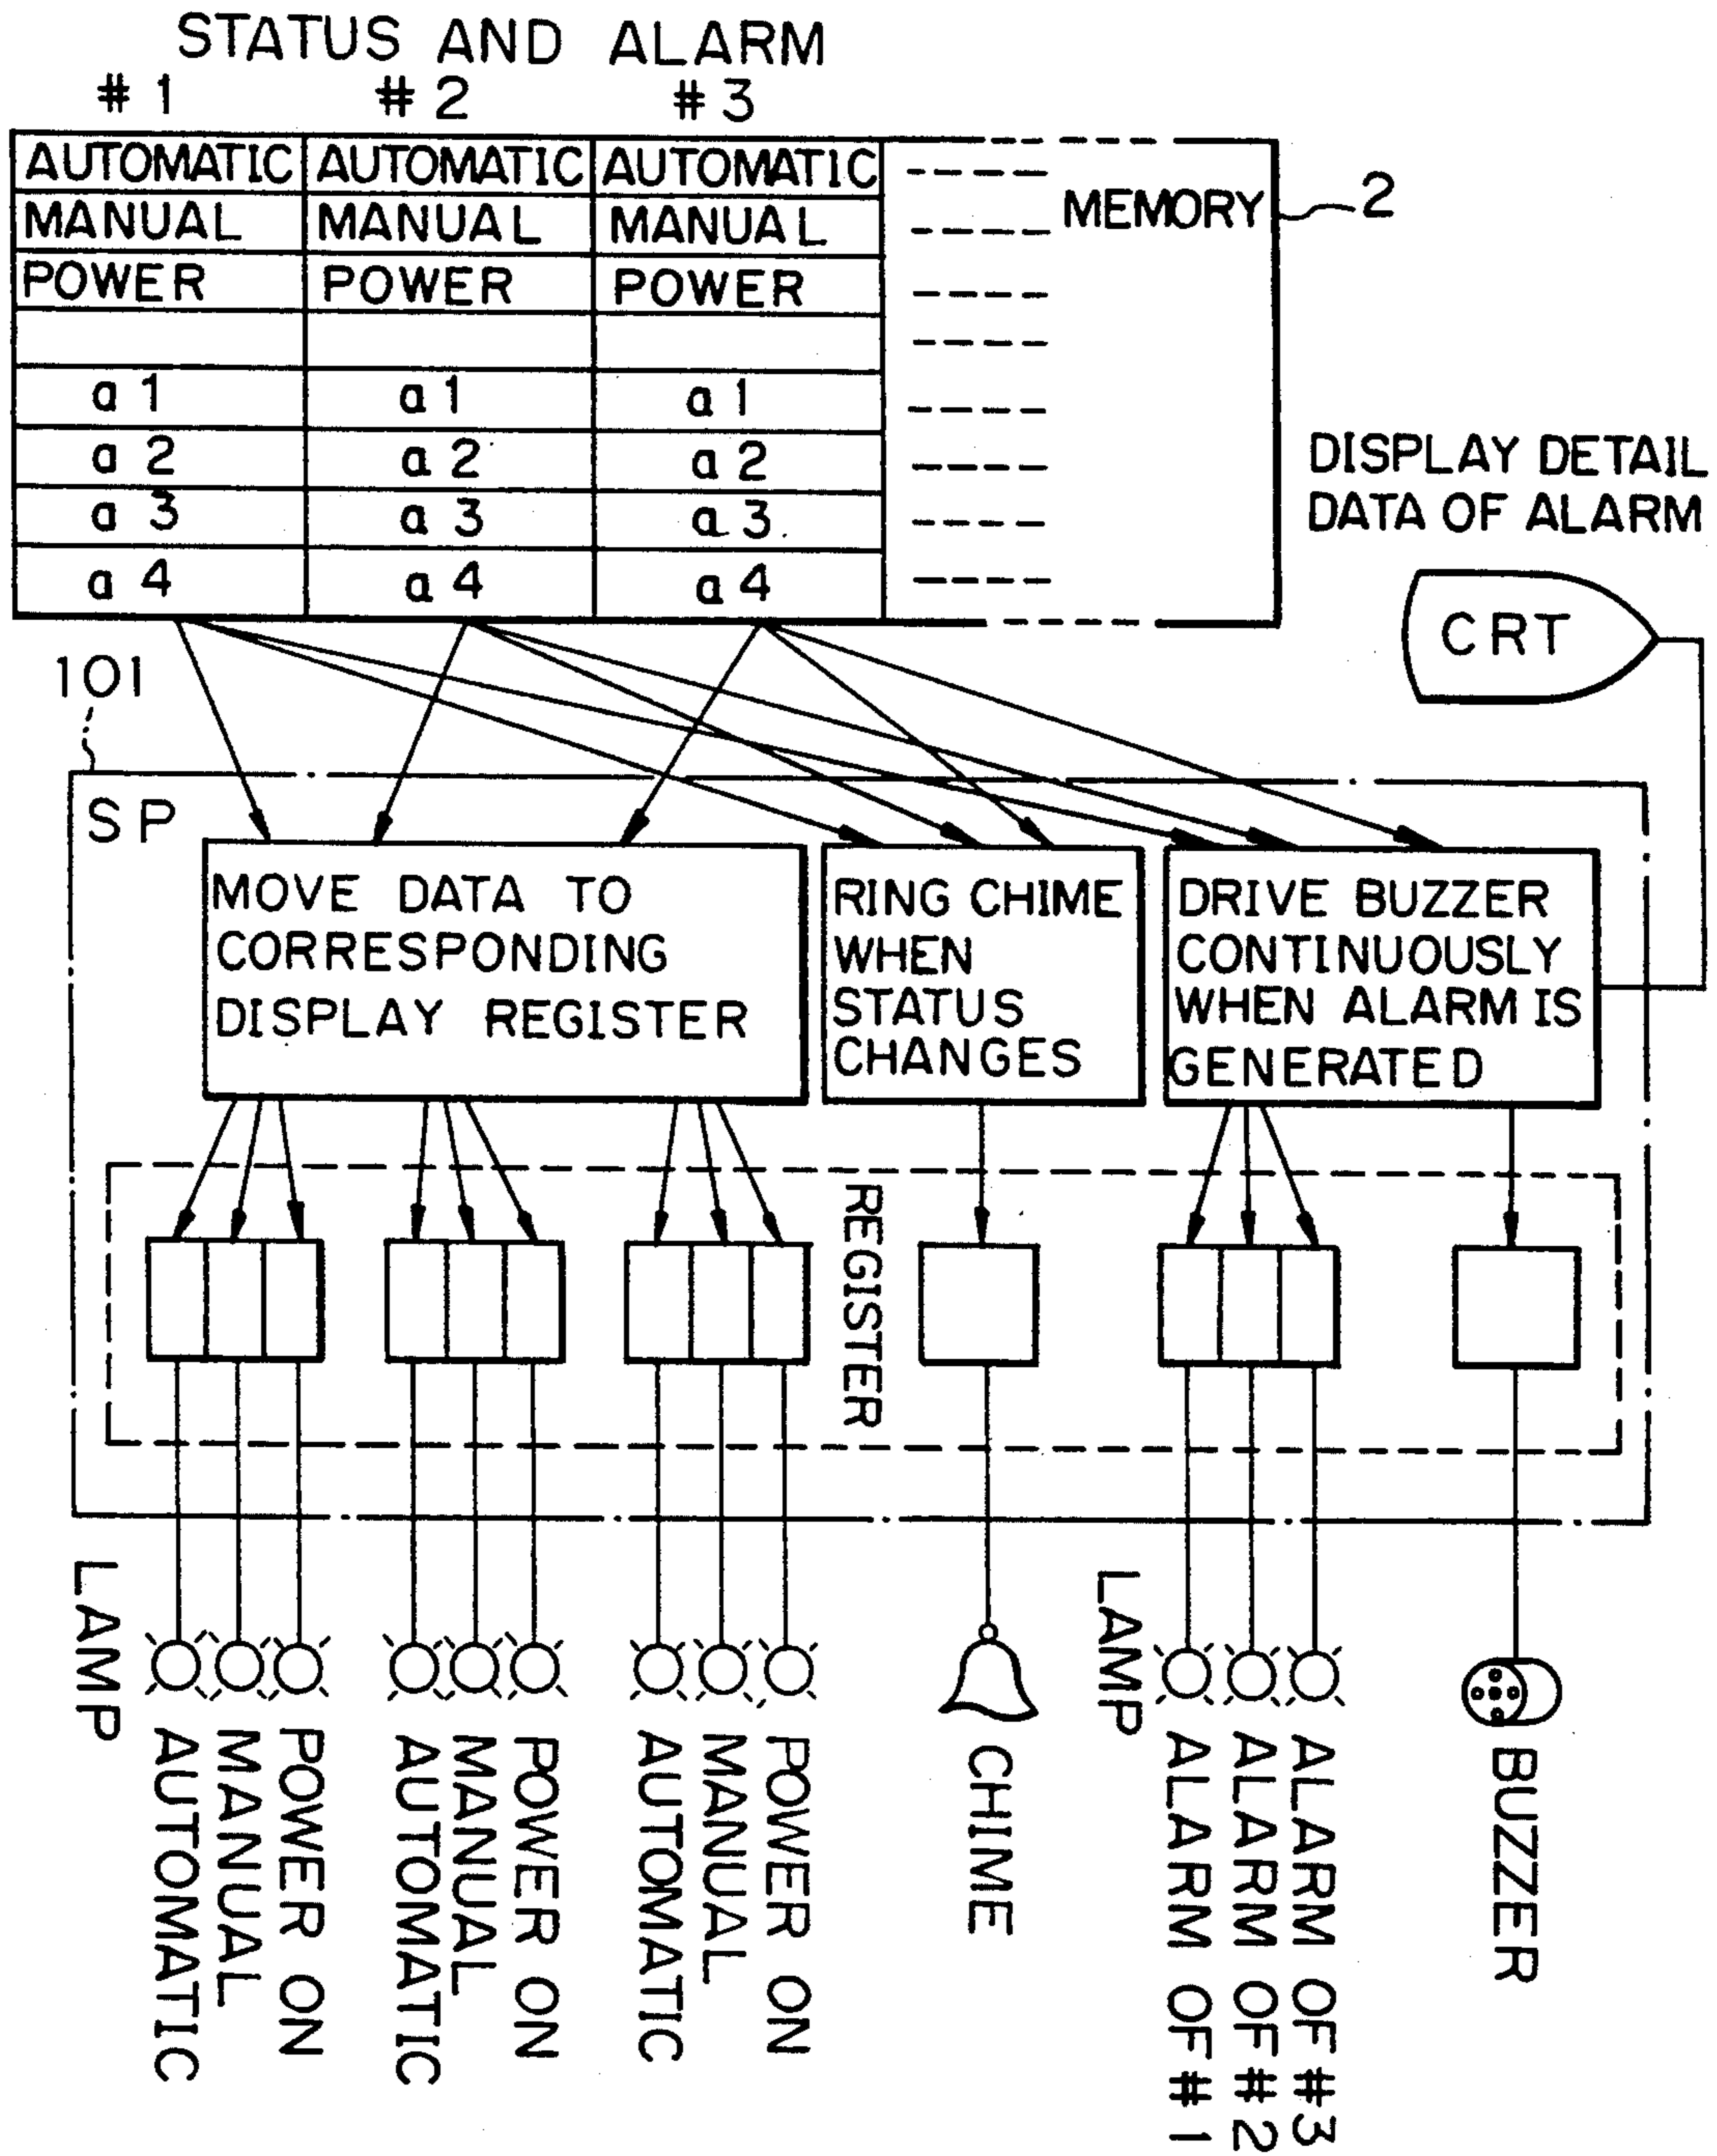 STATUS AND ALARM
# 1 # 2 # 3
AUTOMATIC AUTOMATIC AUTOMATIC
MANUAL MANUAL MANUAL
POWER POWER POWER
MEMORY
2
a 1 a 1 a 1
a 2 a 2 a 2
a 3 a 3 a 3
a 4 a 4 a 4
DISPLAY DETAIL
DATA OF ALARM
CRT
101
SP
MOVE DATA TO
CORRESPONDING
DISPLAY REGISTER
RING CHIME
WHEN
STATUS
CHANGES
DRIVE BUZZER
CONTINUOUSLY
WHEN ALARM IS
GENERATED
REGISTER
LAMP
AUTOMATIC
MANUAL
POWER ON
AUTOMATIC
MANUAL
POWER ON
AUTOMATIC
MANUAL
POWER ON
CHIME
LAMP
ALARM OF #1
ALARM OF #2
ALARM OF #3
BUZZER